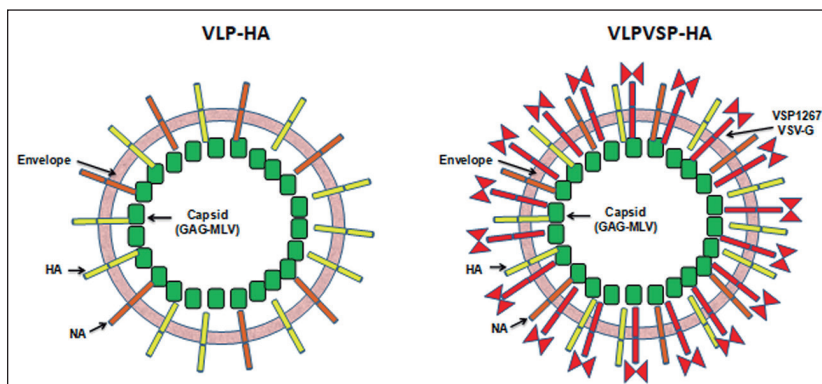 VLP-HA
Envelope
Capsid
(GAG-MLV)
HA
NA
VLPVSP-HA
VSP1267
VSV-G
Envelope
Capsid
(GAG-MLV)
HA
NA